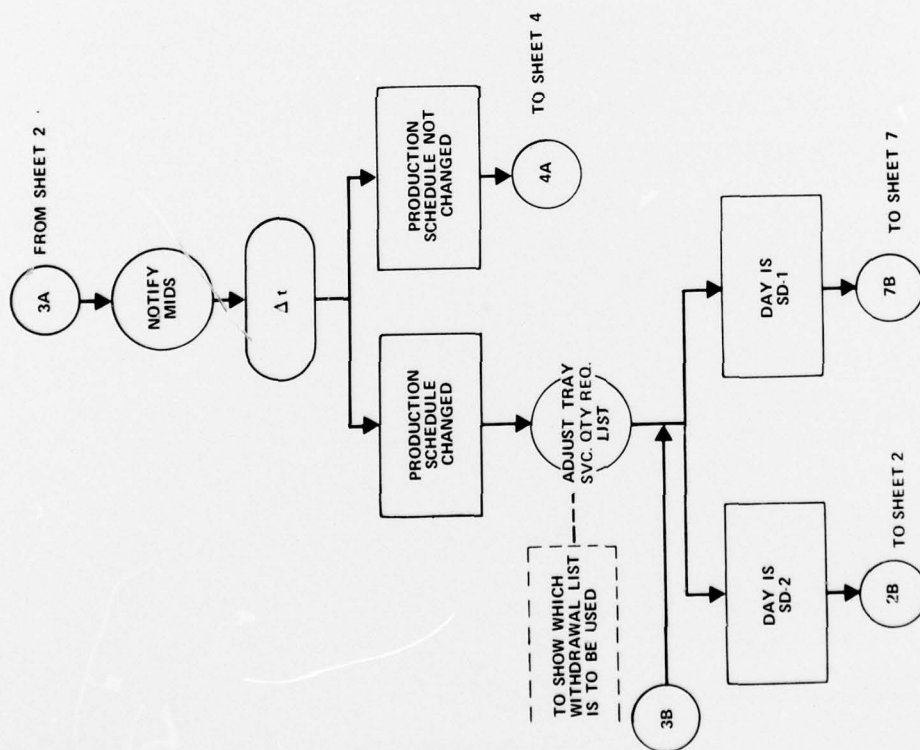 3A
FROM SHEET 2
NOTIFY
MIDS
Δ t
PRODUCTION
SCHEDULE
CHANGED
PRODUCTION
SCHEDULE NOT
CHANGED
4A
TO SHEET 4
TO SHOW WHICH
WITHDRAWAL LIST
IS TO BE USED
ADJUST TRAY
SVC. QTY REQ.
LIST
3B
DAY IS
SD-2
DAY IS
SD-1
2B
TO SHEET 2
7B
TO SHEET 7